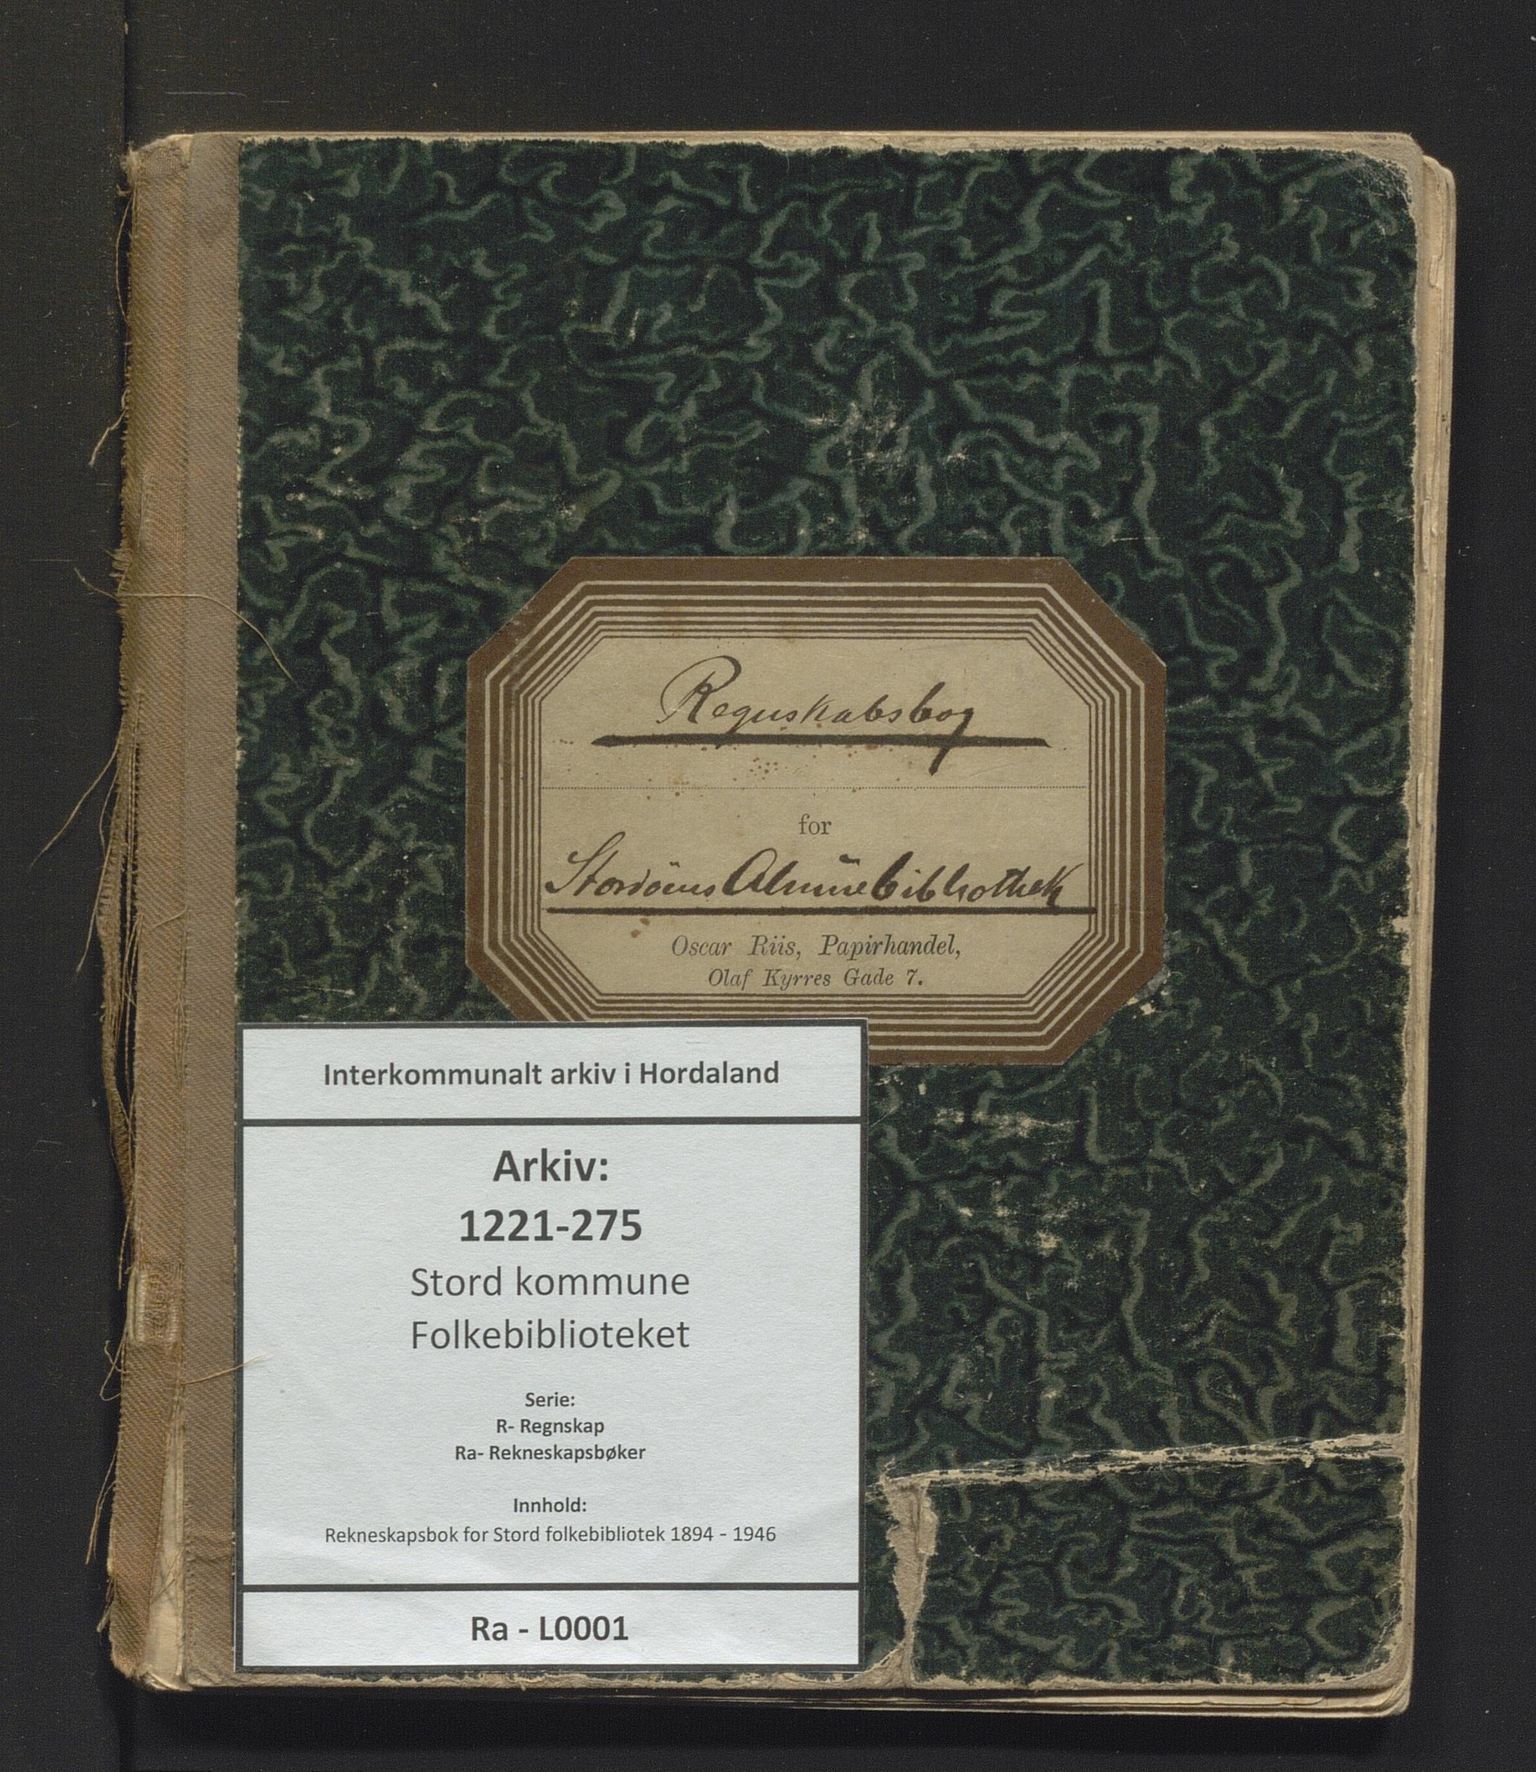 Regnskabsbog
for
Stordöens Almuebibliothek
Oscar Riis, Papirhandel,
Olaf Kyrres Gade 7.
Interkommunalt arkiv i Hordaland
Arkiv:
1221-275
Stord kommune
Folkebiblioteket
Serie:
R- Regnskap
Ra- Rekneskapsbøker
Innhold:
Rekneskapsbok for Stord folkebibliotek 1894 - 1946
Ra - L0001